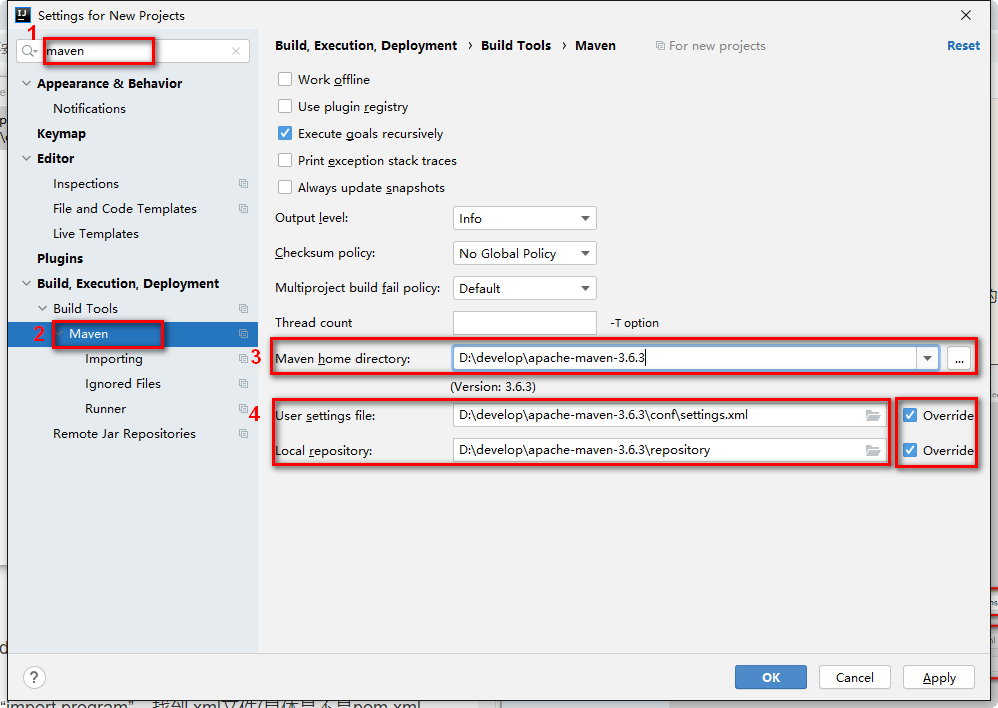 Settings for New Projects
1
maven
Appearance & Behavior
Notifications
Keymap
Editor
Inspections
File and Code Templates
Live Templates
Plugins
Build, Execution, Deployment
Build Tools
2 Maven
Importing
Ignored Files
Runner
Remote Jar Repositories
Build, Execution, Deployment › Build Tools › Maven For new projects Reset
Work offline
Use plugin registry
Execute goals recursively
Print exception stack traces
Always update snapshots
Output level: Info
Checksum policy: No Global Policy
Multiproject build fail policy: Default
Thread count -T option
3 Maven home directory: D:\develop\apache-maven-3.6.3 ...
(Version: 3.6.3)
4 User settings file: D:\develop\apache-maven-3.6.3\conf\settings.xml Override
Local repository: D:\develop\apache-maven-3.6.3\repository Override
? OK Cancel Apply